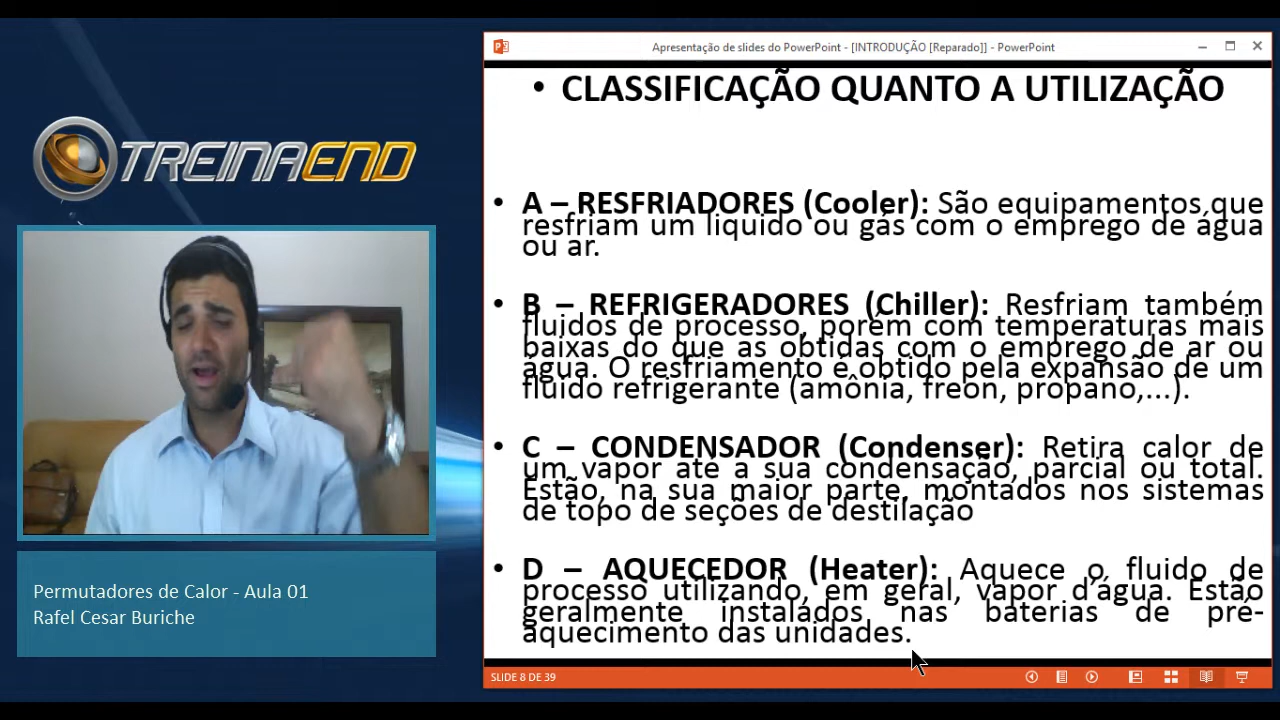 TREINAEND
Permutadores de Calor - Aula 01
Rafel Cesar Buriche
Apresentação de slides do PowerPoint - [INTRODUÇÃO [Reparado]] - PowerPoint
• CLASSIFICAÇÃO QUANTO A UTILIZAÇÃO
• A – RESFRIADORES (Cooler): São equipamentos que
resfriam um liquido ou gás com o emprego de água
ou ar.
• B – REFRIGERADORES (Chiller): Resfriam também
fluidos de processo, porém com temperaturas mais
baixas do que as obtidas com o emprego de ar ou
água. O resfriamento é obtido pela expansão de um
fluido refrigerante (amônia, freon, propano,...).
• C – CONDENSADOR (Condenser): Retira calor de
um vapor até a sua condensação, parcial ou total.
Estão, na sua maior parte, montados nos sistemas
de topo de seções de destilação
• D – AQUECEDOR (Heater): Aquece o fluido de
processo utilizando, em geral, vapor d’água. Estão
geralmente instalados nas baterias de pré-
aquecimento das unidades.
SLIDE 8 DE 39